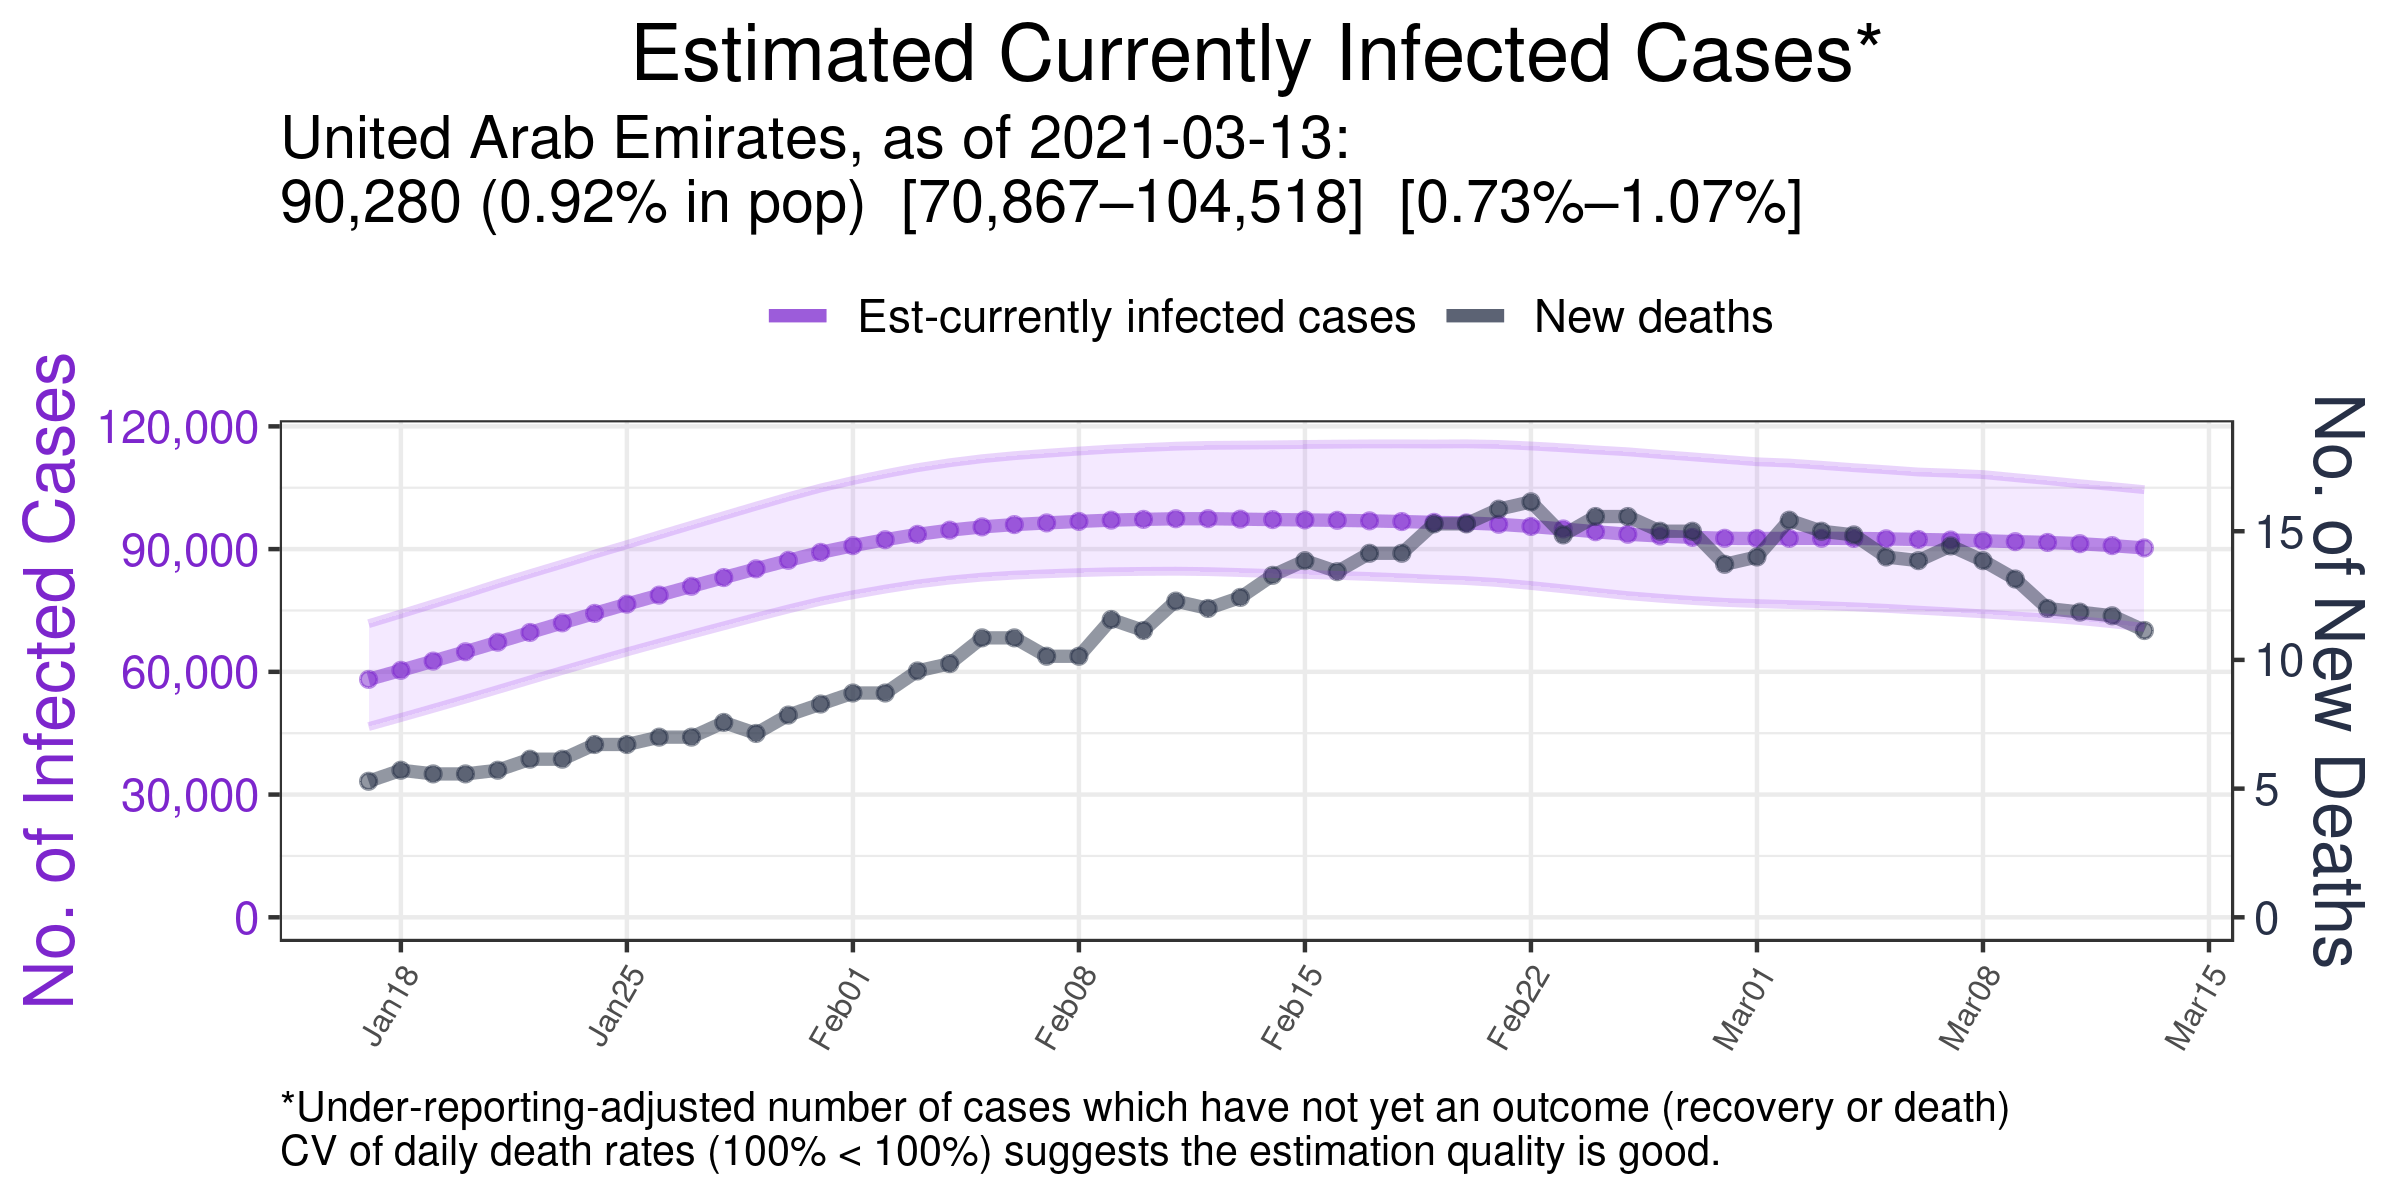 Estimated Currently Infected Cases*
United Arab Emirates, as of 2021-03-13:
90,280 (0.92% in pop)  [70,867–104,518]  [0.73%–1.07%]
Est-currently infected cases
New deaths
No. of Infected Cases
120,000
90,000
60,000
30,000
0
15
10
5
0
No. of New Deaths
Jan18
Jan25
Feb01
Feb08
Feb15
Feb22
Mar01
Mar08
Mar15
*Under-reporting-adjusted number of cases which have not yet an outcome (recovery or death)
CV of daily death rates (100% < 100%) suggests the estimation quality is good.